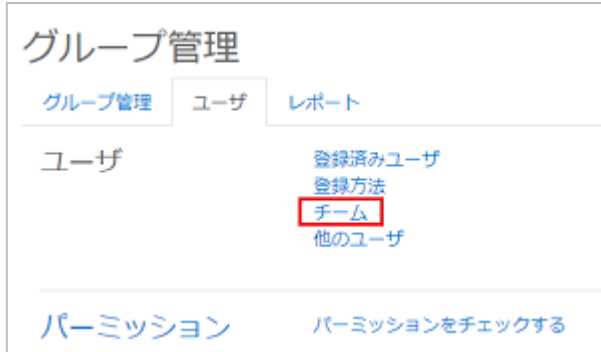 グループ管理
グループ管理 ユーザ レポート
ユーザ 登録済みユーザ
登録方法
チーム
他のユーザ
パーミッション パーミッションをチェックする